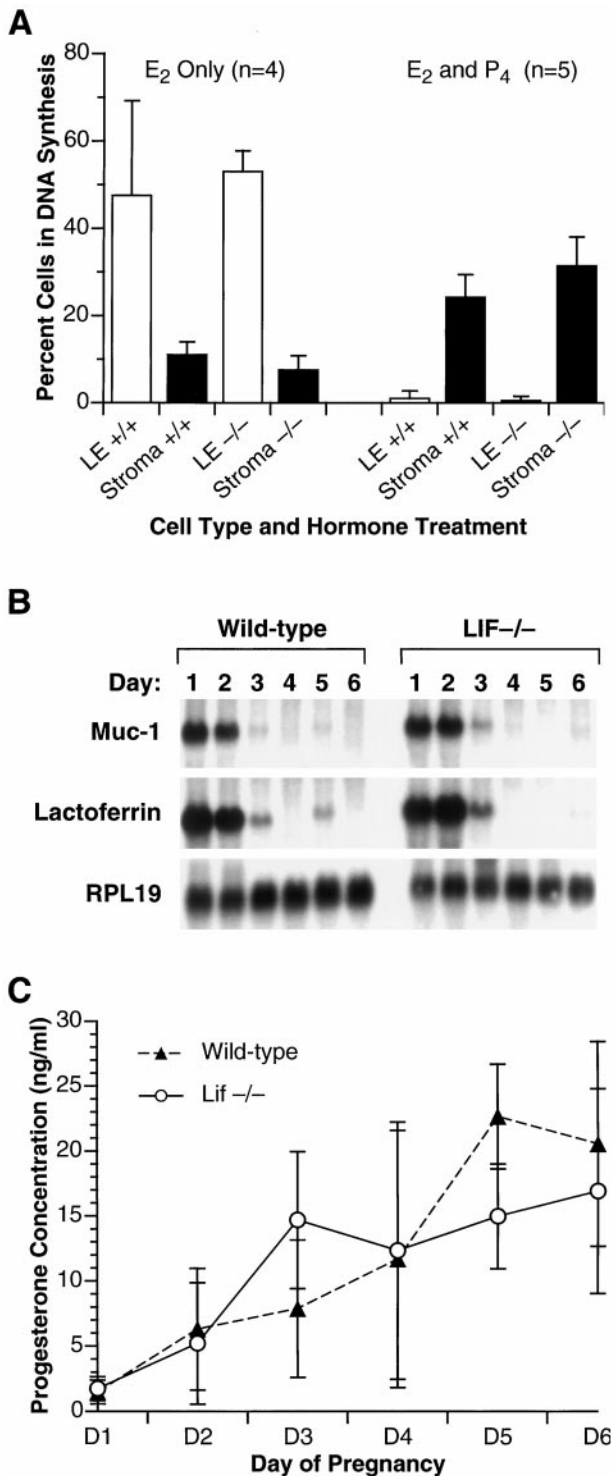 A
E₂ Only (n=4)
E₂ and P₄ (n=5)
Percent Cells in DNA Synthesis
80
60
40
20
0
LE +/+
Stroma +/+
LE –/–
Stroma –/–
LE +/+
Stroma +/+
LE –/–
Stroma –/–
Cell Type and Hormone Treatment
B
Wild-type
LIF–/–
Day: 1 2 3 4 5 6 1 2 3 4 5 6
Muc-1
Lactoferrin
RPL19
C
Progesterone Concentration (ng/ml)
30
25
20
15
10
5
0
Wild-type
Lif –/–
D1 D2 D3 D4 D5 D6
Day of Pregnancy